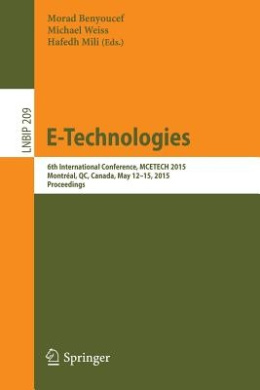 Morad Benyoucef
Michael Weiss
Hafedh Mili (Eds.)
LNBIP 209
E-Technologies
6th International Conference, MCETECH 2015
Montréal, QC, Canada, May 12–15, 2015
Proceedings
Springer